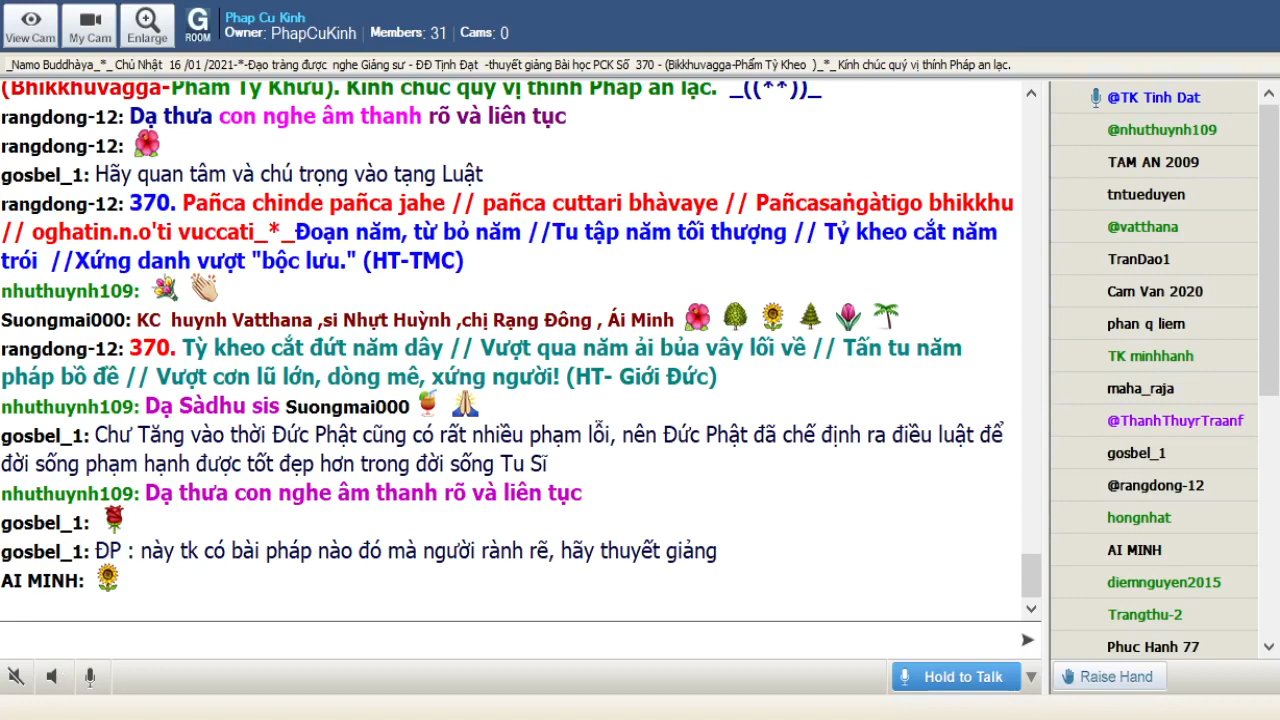 View Cam
My Cam
Enlarge
G
ROOM
Phap Cu Kinh
Owner: PhapCuKinh
Members: 31
Cams: 0
_Namo Buddhàya_*_ Chủ Nhật 16 /01 /2021-*-Đạo tràng được nghe Giảng sư - ĐĐ Tịnh Đạt -thuyết giảng Bài học PCK Số 370 - (Bikkhuvagga-Phẩm Tỳ Kheo )_*_Kính chúc quý vị thính Pháp an lạc.
(Bhikkhuvagga-Phẩm Tỳ Khưu). Kính chúc quý vị thính Pháp an lạc. _((**))_
rangdong-12: Dạ thưa con nghe âm thanh rõ và liên tục
rangdong-12:
gosbel_1: Hãy quan tâm và chú trọng vào tạng Luật
rangdong-12: 370. Pañca chinde pañca jahe // pañca cuttari bhàvaye // Pañcasaṅgàtigo bhikkhu
// oghatin.n.o'ti vuccati_*_Đoạn năm, từ bỏ năm //Tu tập năm tối thượng // Tỷ kheo cắt năm
trói //Xứng danh vượt "bộc lưu." (HT-TMC)
nhuthuynh109:
Suongmai000: KC huynh Vatthana ,si Nhựt Huỳnh ,chị Rạng Đông , Ái Minh
rangdong-12: 370. Tỳ kheo cắt đứt năm dây // Vượt qua năm ải bủa vây lối về // Tấn tu năm
pháp bồ đề // Vượt cơn lũ lớn, dòng mê, xứng người! (HT- Giới Đức)
nhuthuynh109: Dạ Sàdhu sis Suongmai000
gosbel_1: Chư Tăng vào thời Đức Phật cũng có rất nhiều phạm lỗi, nên Đức Phật đã chế định ra điều luật để
đời sống phạm hạnh được tốt đẹp hơn trong đời sống Tu Sĩ
nhuthuynh109: Dạ thưa con nghe âm thanh rõ và liên tục
gosbel_1:
gosbel_1: ĐP : này tk có bài pháp nào đó mà người rành rẽ, hãy thuyết giảng
AI MINH:
@TK Tinh Dat
@nhuthuynh109
TAM AN 2009
tntueduyen
@vatthana
TranDao1
Cam Van 2020
phan q liem
TK minhhanh
maha_raja
@ThanhThuyrTraanf
gosbel_1
@rangdong-12
hongnhat
AI MINH
diemnguyen2015
Trangthu-2
Phuc Hanh 77
Hold to Talk
Raise Hand